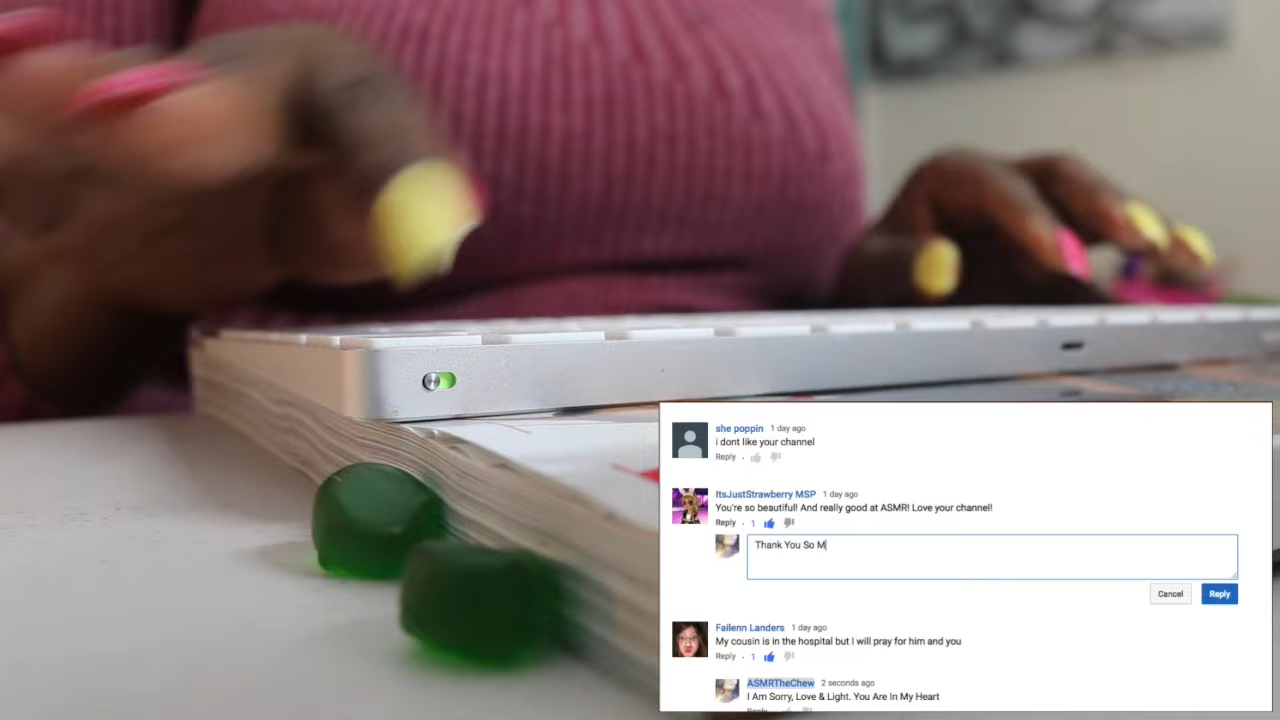 she poppin 1 day ago
i dont like your channel
Reply
ItsJustStrawberry MSP 1 day ago
You're so beautiful! And really good at ASMR! Love your channel!
Reply · 1
Thank You So M
Cancel Reply
Failenn Landers 1 day ago
My cousin is in the hospital but I will pray for him and you
Reply · 1
ASMRTheChew 2 seconds ago
I Am Sorry, Love & Light. You Are In My Heart
Reply